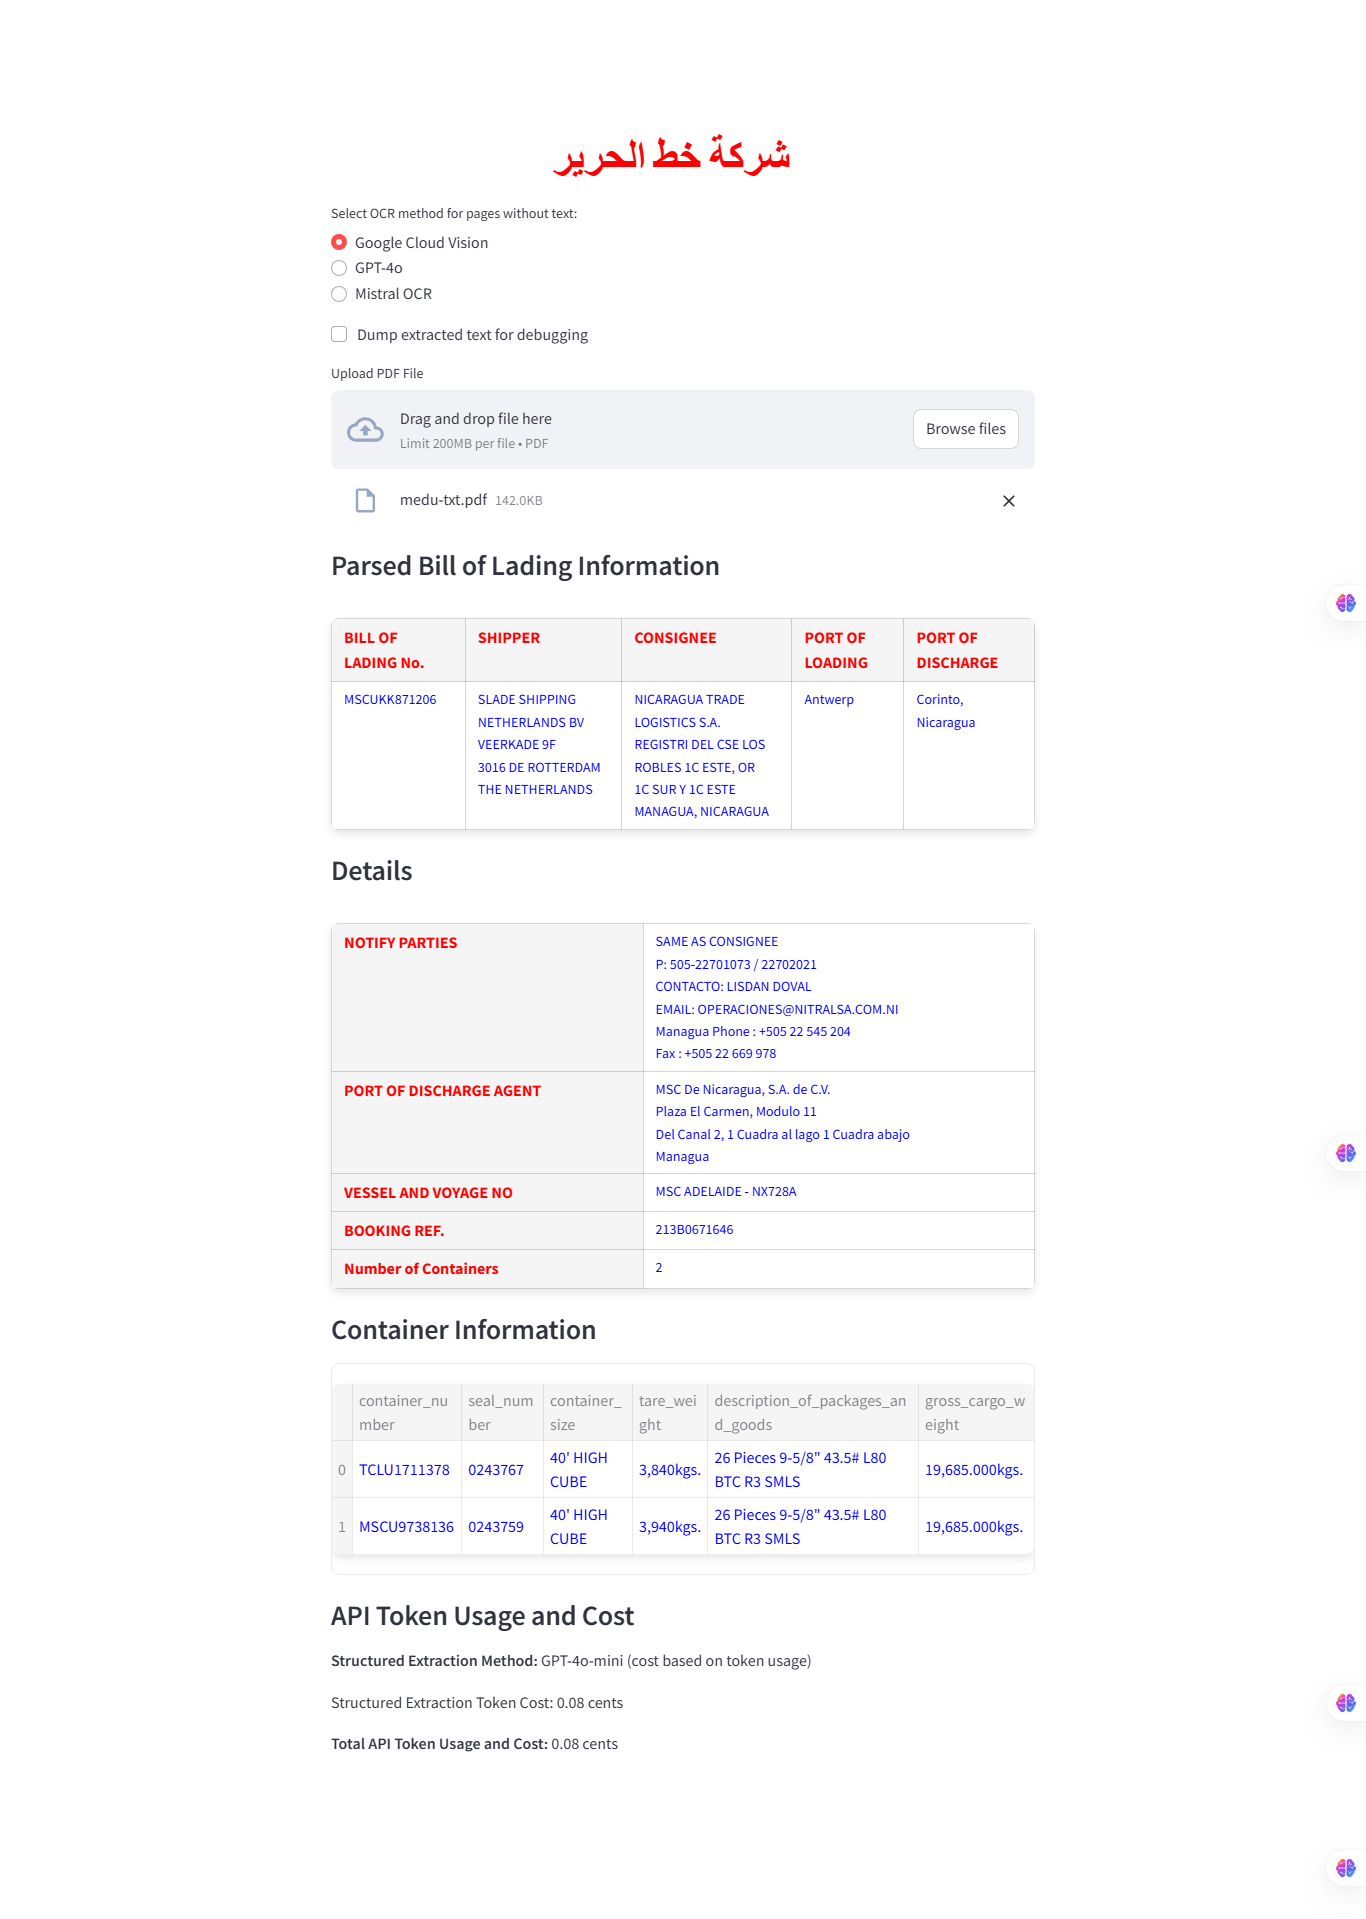 شركة خط الحرير
Select OCR method for pages without text:
Google Cloud Vision
GPT-4o
Mistral OCR
Dump extracted text for debugging
Upload PDF File
Drag and drop file here
Limit 200MB per file • PDF
Browse files
medu-txt.pdf 142.0KB
Parsed Bill of Lading Information
BILL OF
LADING No.
SHIPPER
CONSIGNEE
PORT OF
LOADING
PORT OF
DISCHARGE
MSCUKK871206
SLADE SHIPPING
NETHERLANDS BV
VEERKADE 9F
3016 DE ROTTERDAM
THE NETHERLANDS
NICARAGUA TRADE
LOGISTICS S.A.
REGISTRI DEL CSE LOS
ROBLES 1C ESTE, OR
1C SUR Y 1C ESTE
MANAGUA, NICARAGUA
Antwerp
Corinto,
Nicaragua
Details
NOTIFY PARTIES
SAME AS CONSIGNEE
P: 505-22701073 / 22702021
CONTACTO: LISDAN DOVAL
EMAIL: OPERACIONES@NITRALSA.COM.NI
Managua Phone : +505 22 545 204
Fax : +505 22 669 978
PORT OF DISCHARGE AGENT
MSC De Nicaragua, S.A. de C.V.
Plaza El Carmen, Modulo 11
Del Canal 2, 1 Cuadra al lago 1 Cuadra abajo
Managua
VESSEL AND VOYAGE NO
MSC ADELAIDE - NX728A
BOOKING REF.
213B0671646
Number of Containers
2
Container Information
container_nu
mber
seal_num
ber
container_
size
tare_wei
ght
description_of_packages_an
d_goods
gross_cargo_w
eight
0
TCLU1711378
0243767
40' HIGH
CUBE
3,840kgs.
26 Pieces 9-5/8" 43.5# L80
BTC R3 SMLS
19,685.000kgs.
1
MSCU9738136
0243759
40' HIGH
CUBE
3,940kgs.
26 Pieces 9-5/8" 43.5# L80
BTC R3 SMLS
19,685.000kgs.
API Token Usage and Cost
Structured Extraction Method: GPT-4o-mini (cost based on token usage)
Structured Extraction Token Cost: 0.08 cents
Total API Token Usage and Cost: 0.08 cents